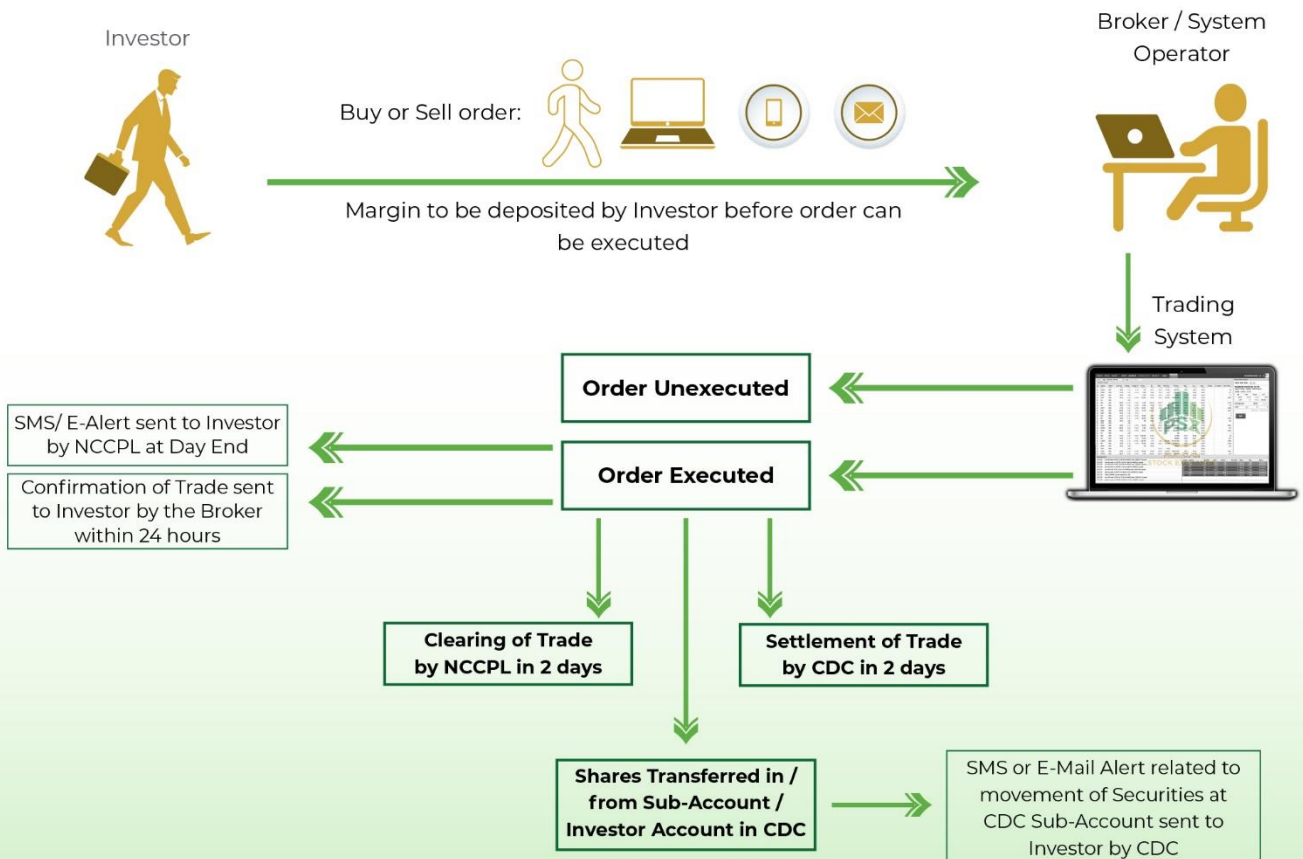 Investor
Broker / System
Operator
Buy or Sell order:
Margin to be deposited by Investor before order can
be executed
Trading
System
Order Unexecuted
SMS/ E-Alert sent to Investor
by NCCPL at Day End
Order Executed
Confirmation of Trade sent
to Investor by the Broker
within 24 hours
PSX
Clearing of Trade
by NCCPL in 2 days
Settlement of Trade
by CDC in 2 days
Shares Transferred in /
from Sub-Account /
Investor Account in CDC
SMS or E-Mail Alert related to
movement of Securities at
CDC Sub-Account sent to
Investor by CDC